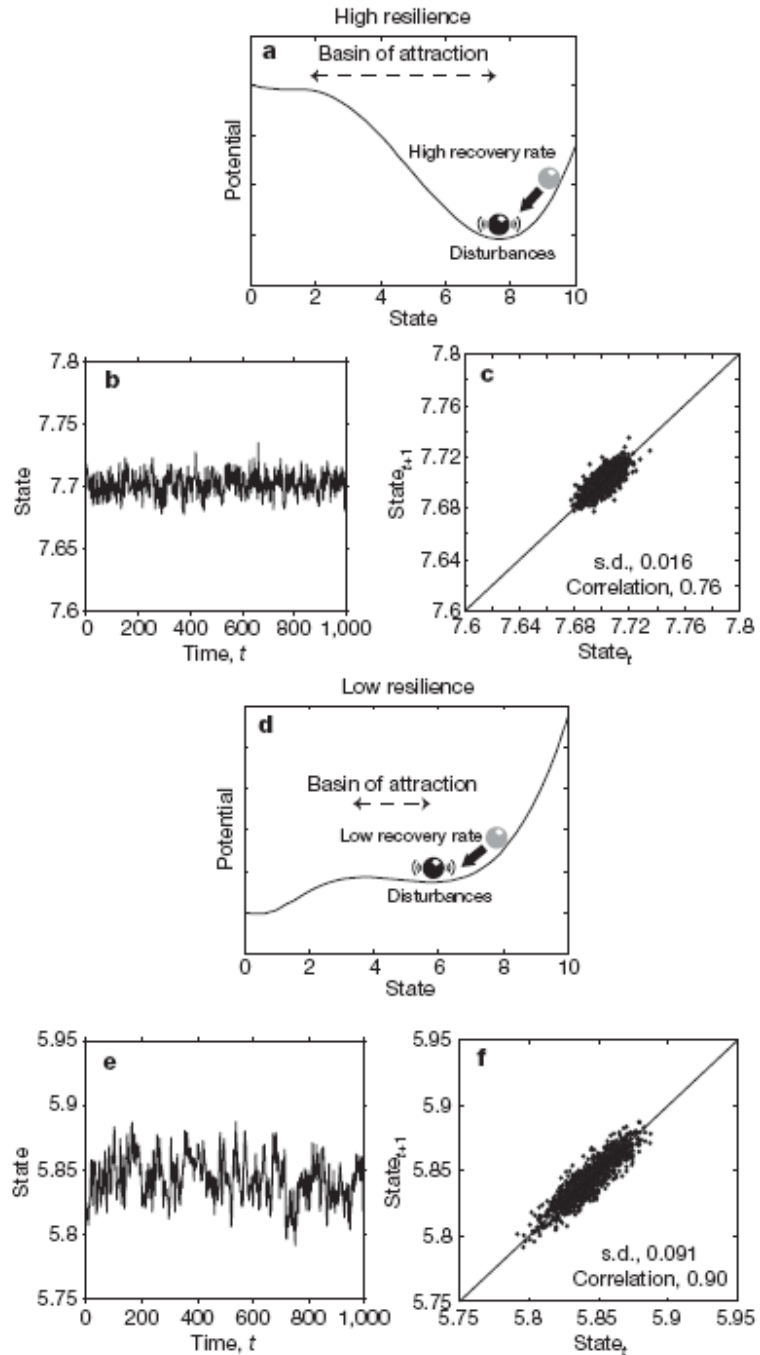 High resilience
a
Basin of attraction
High recovery rate
Disturbances
Potential
0 2 4 6 8 10
State
b
7.8
7.75
7.7
7.65
7.6
State
0 200 400 600 800 1,000
Time, t
c
7.8
7.76
7.72
7.68
7.64
7.6
State t+1
s.d., 0.016
Correlation, 0.76
7.6 7.64 7.68 7.72 7.76 7.8
State t
Low resilience
d
Basin of attraction
Low recovery rate
Disturbances
Potential
0 2 4 6 8 10
State
e
5.95
5.9
5.85
5.8
5.75
State
0 200 400 600 800 1,000
Time, t
f
5.95
5.9
5.85
5.8
5.75
State t+1
s.d., 0.091
Correlation, 0.90
5.75 5.8 5.85 5.9 5.95
State t